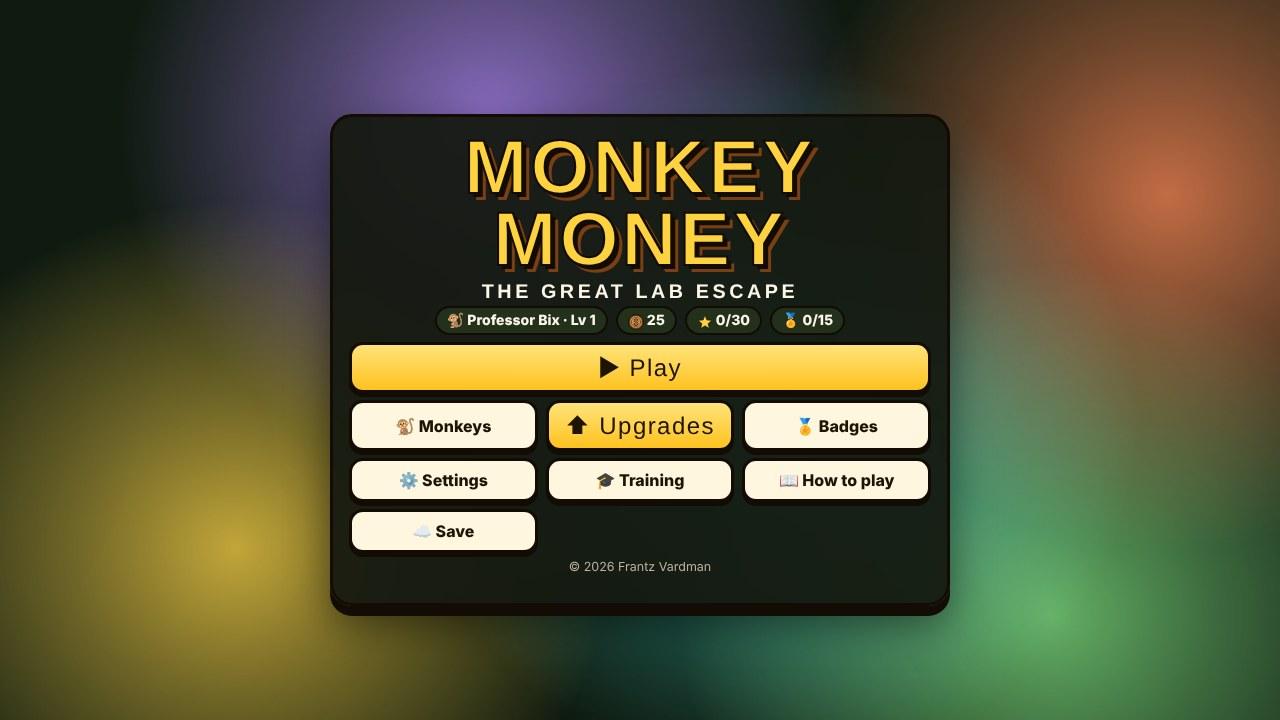 MONKEY
MONEY
THE GREAT LAB ESCAPE
Professor Bix · Lv 1 25 0/30 0/15
Play
Monkeys Upgrades Badges
Settings Training How to play
Save
© 2026 Frantz Vardman